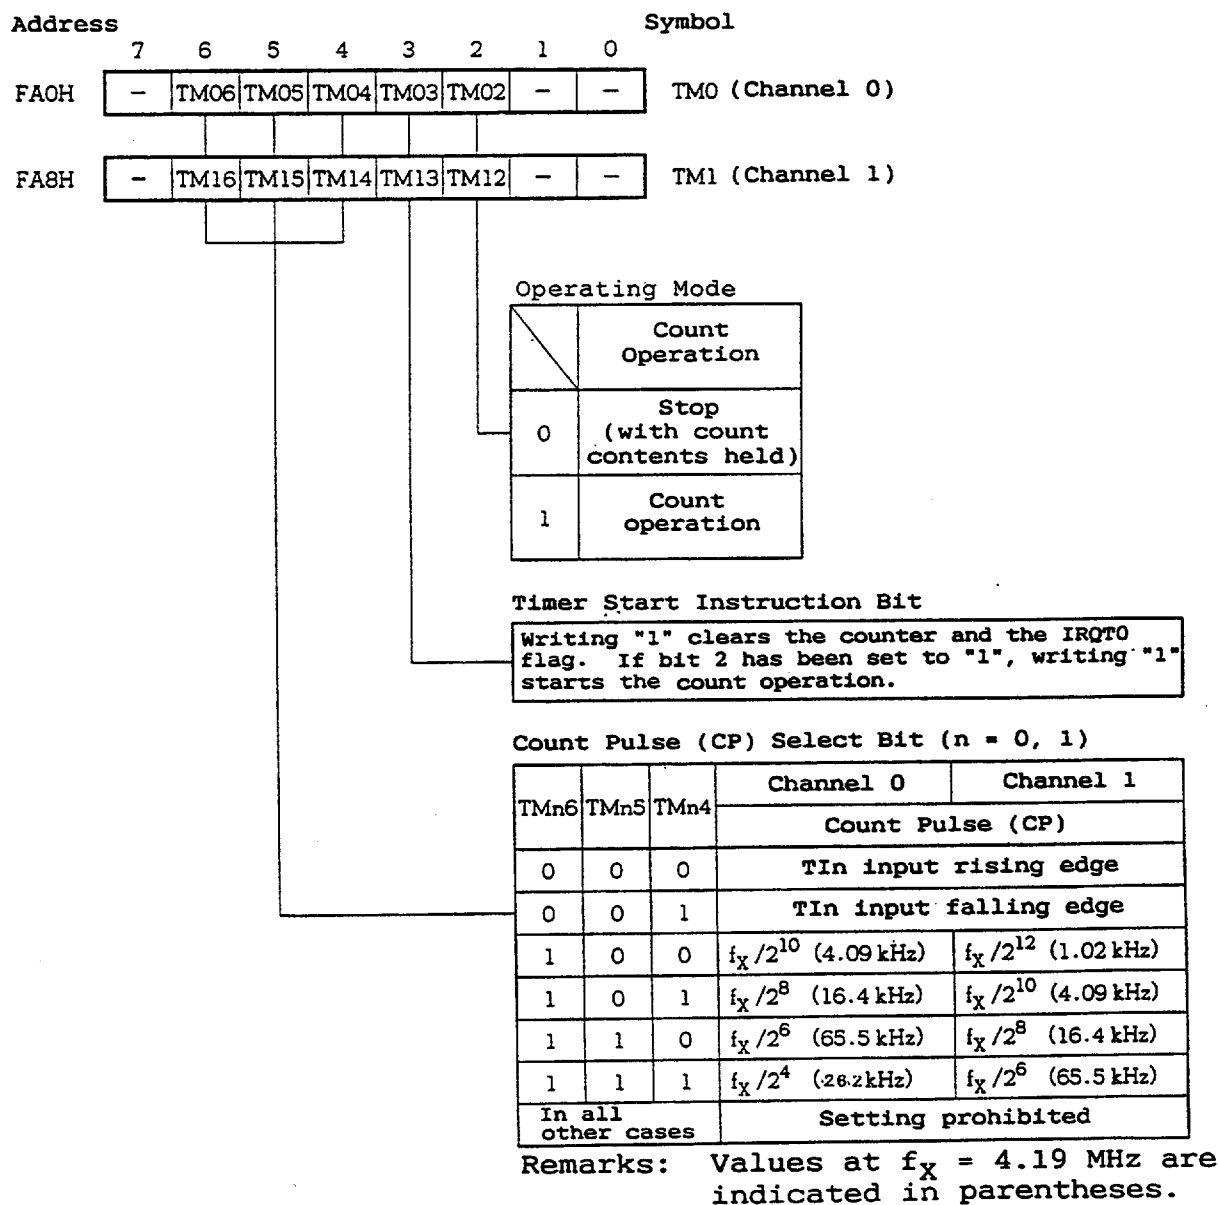 Address Symbol
7 6 5 4 3 2 1 0
FA0H – TM06 TM05 TM04 TM03 TM02 – – TM0 (Channel 0)
FA8H – TM16 TM15 TM14 TM13 TM12 – – TM1 (Channel 1)
Operating Mode
Count
Operation
0 Stop
(with count
contents held)
1 Count
operation
Timer Start Instruction Bit
Writing "1" clears the counter and the IRQT0
flag. If bit 2 has been set to "1", writing "1"
starts the count operation.
Count Pulse (CP) Select Bit (n = 0, 1)
TMn6 TMn5 TMn4 Channel 0 Channel 1
Count Pulse (CP)
0 0 0 TIn input rising edge
0 0 1 TIn input falling edge
1 0 0 fX/2^10 (4.09 kHz) fX/2^12 (1.02 kHz)
1 0 1 fX/2^8 (16.4 kHz) fX/2^10 (4.09 kHz)
1 1 0 fX/2^6 (65.5 kHz) fX/2^8 (16.4 kHz)
1 1 1 fX/2^4 (26.2kHz) fX/2^6 (65.5 kHz)
In all
other cases Setting prohibited
Remarks: Values at fX = 4.19 MHz are
indicated in parentheses.